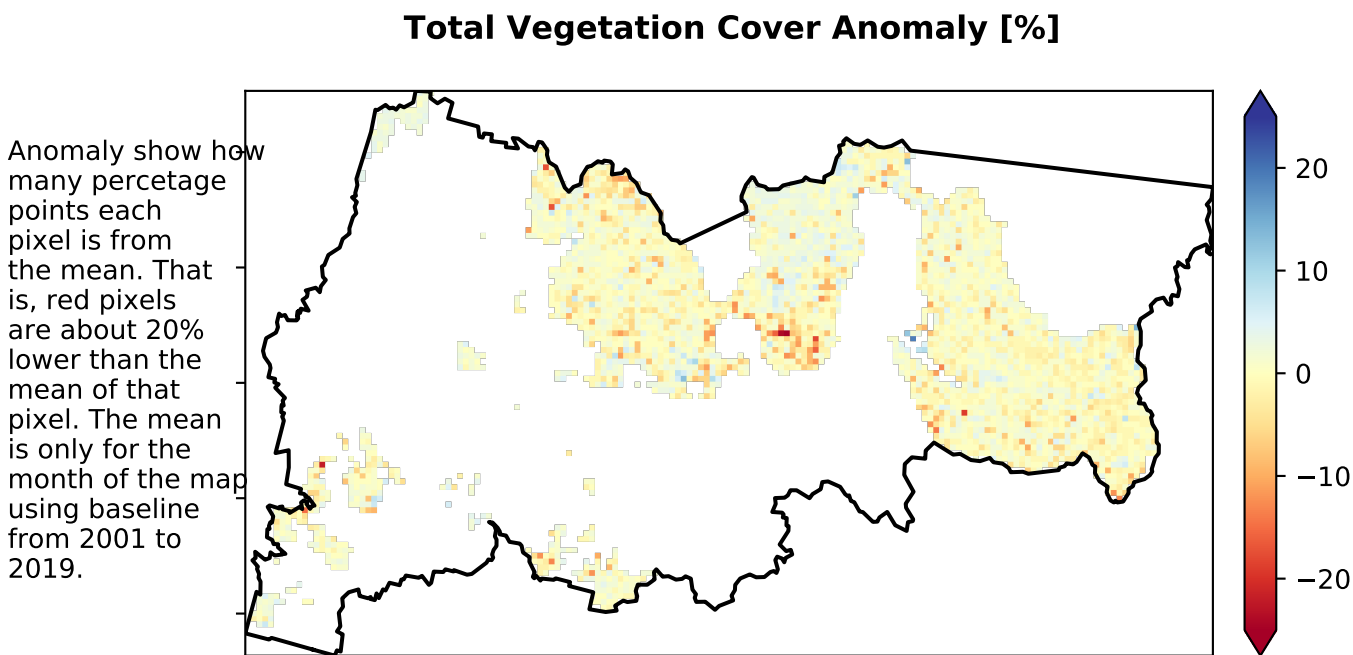 Total Vegetation Cover Anomaly [%]
Anomaly show how
many percetage
points each
pixel is from
the mean. That
is, red pixels
are about 20%
lower than the
mean of that
pixel. The mean
is only for the
month of the map
using baseline
from 2001 to
2019.
20
10
0
−10
−20